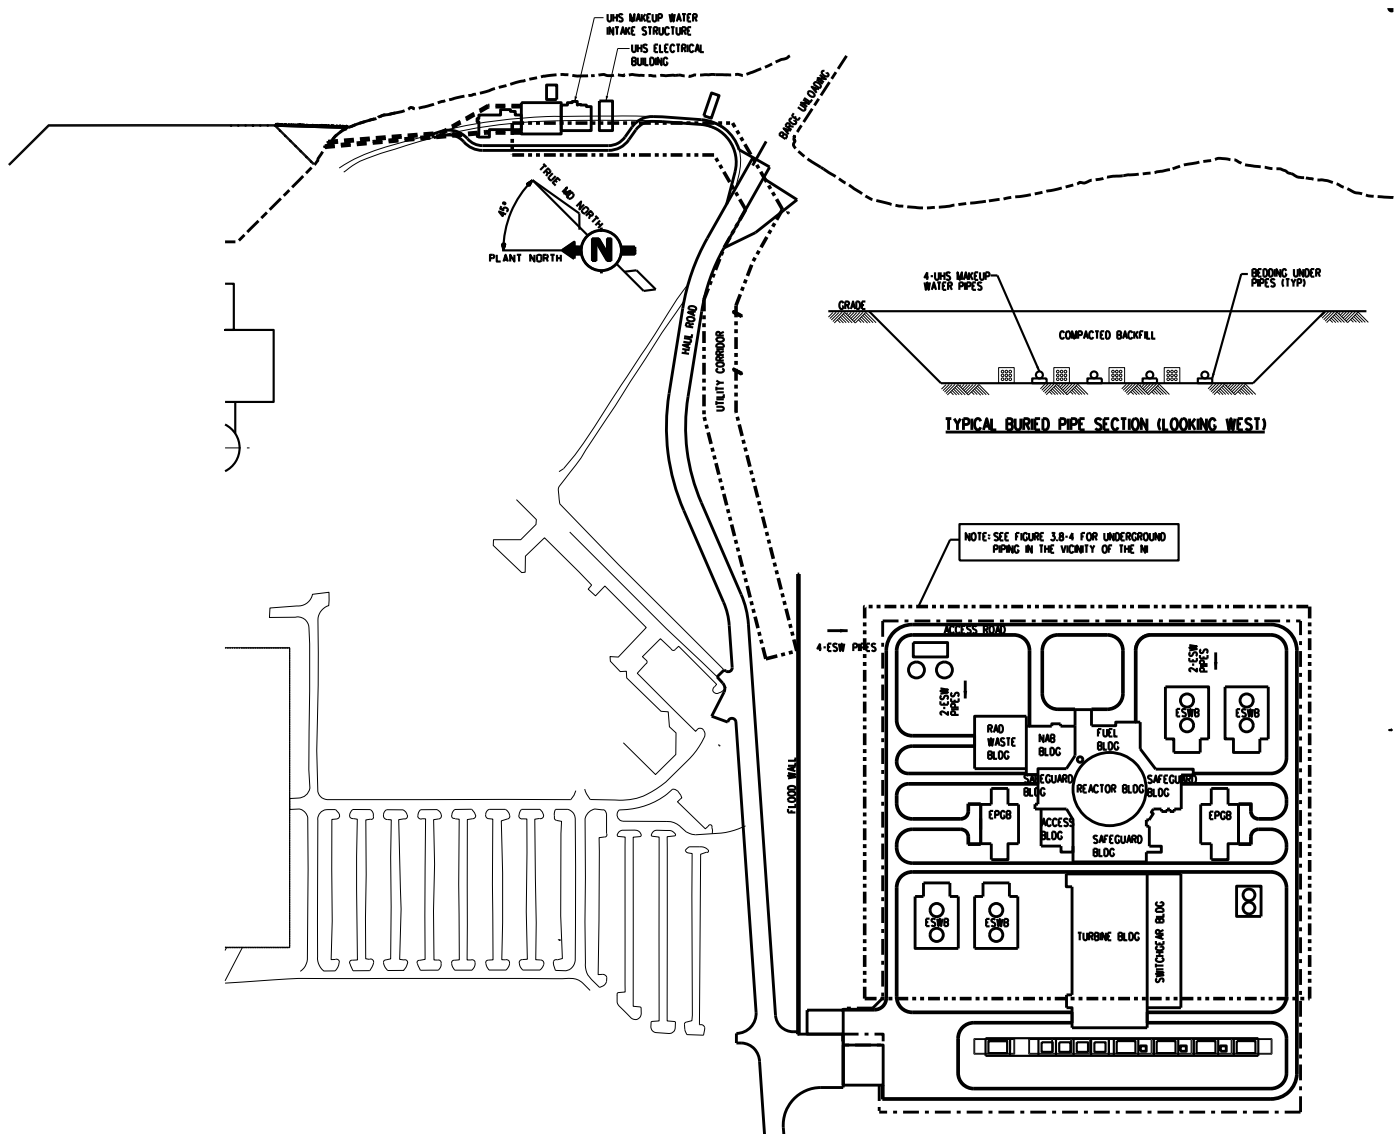 UHS MAKEUP WATER
INTAKE STRUCTURE
UHS ELECTRICAL
BUILDING
BARGE UNLOADING
TRUE MD NORTH
45°
N
PLANT NORTH
HAUL ROAD
UTILITY CORRIDOR
4-UHS MAKEUP
WATER PIPES
BEDDING UNDER
PIPES (TYP)
GRADE
COMPACTED BACKFILL
TYPICAL BURIED PIPE SECTION (LOOKING WEST)
NOTE: SEE FIGURE 3.8-4 FOR UNDERGROUND
PIPING IN THE VICINITY OF THE NI
ACCESS ROAD
4-ESW PIPES
2-ESW
PIPES
2-ESW
PIPES
ESWB
ESWB
RAD
WASTE
BLDG
NAB
BLDG
FUEL
BLDG
SAFEGUARD
BLDG
REACTOR BLDG
SAFEGUARD
BLDG
FLOOD WALL
EPGB
ACCESS
BLDG
SAFEGUARD
BLDG
EPGB
ESWB
ESWB
TURBINE BLDG
SWITCHGEAR BLDG